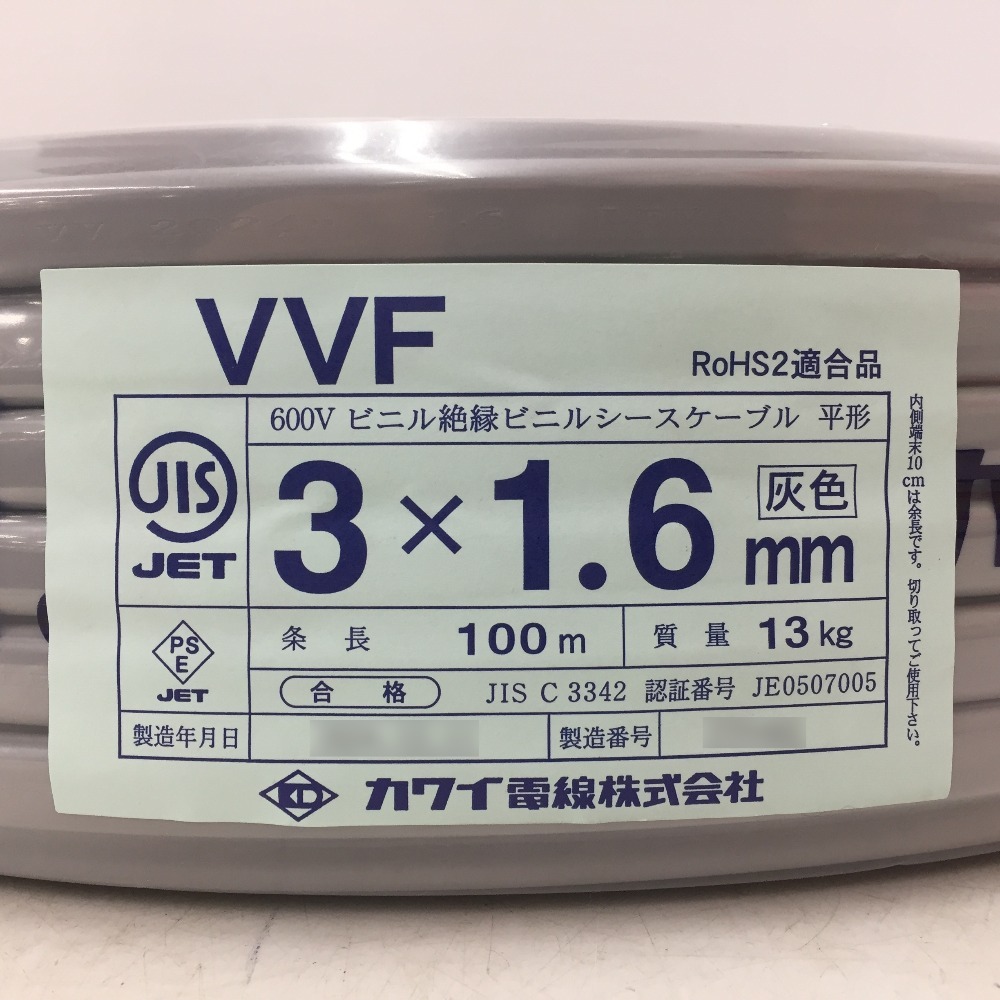 VVF
RoHS2適合品
600V ビニル絶縁ビニルシースケーブル 平形
JIS
JET
3×1.6mm
灰色
PS
E
JET
条長 100m 質量 13kg
合格 JIS C 3342 認証番号 JE0507005
製造年月日 製造番号
KD カワイ電線株式会社
内側端末10cmは余長です。切り取ってご使用下さい。